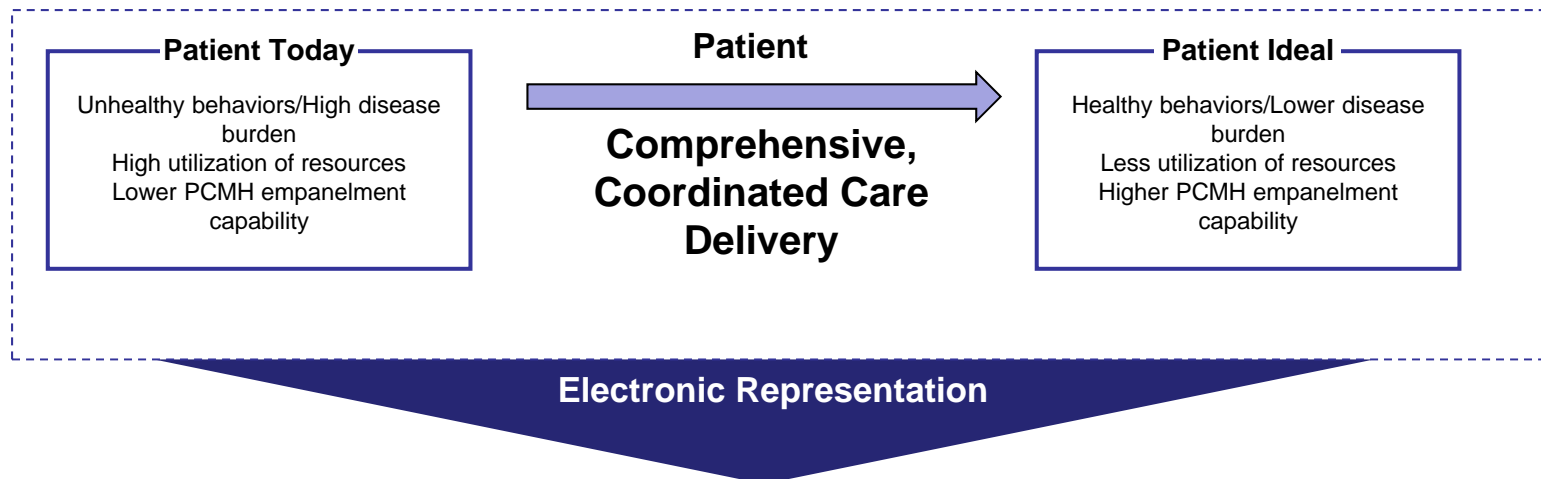 Patient Today
Unhealthy behaviors/High disease
burden
High utilization of resources
Lower PCMH empanelment
capability
Patient
Comprehensive,
Coordinated Care
Delivery
Patient Ideal
Healthy behaviors/Lower disease
burden
Less utilization of resources
Higher PCMH empanelment
capability
Electronic Representation